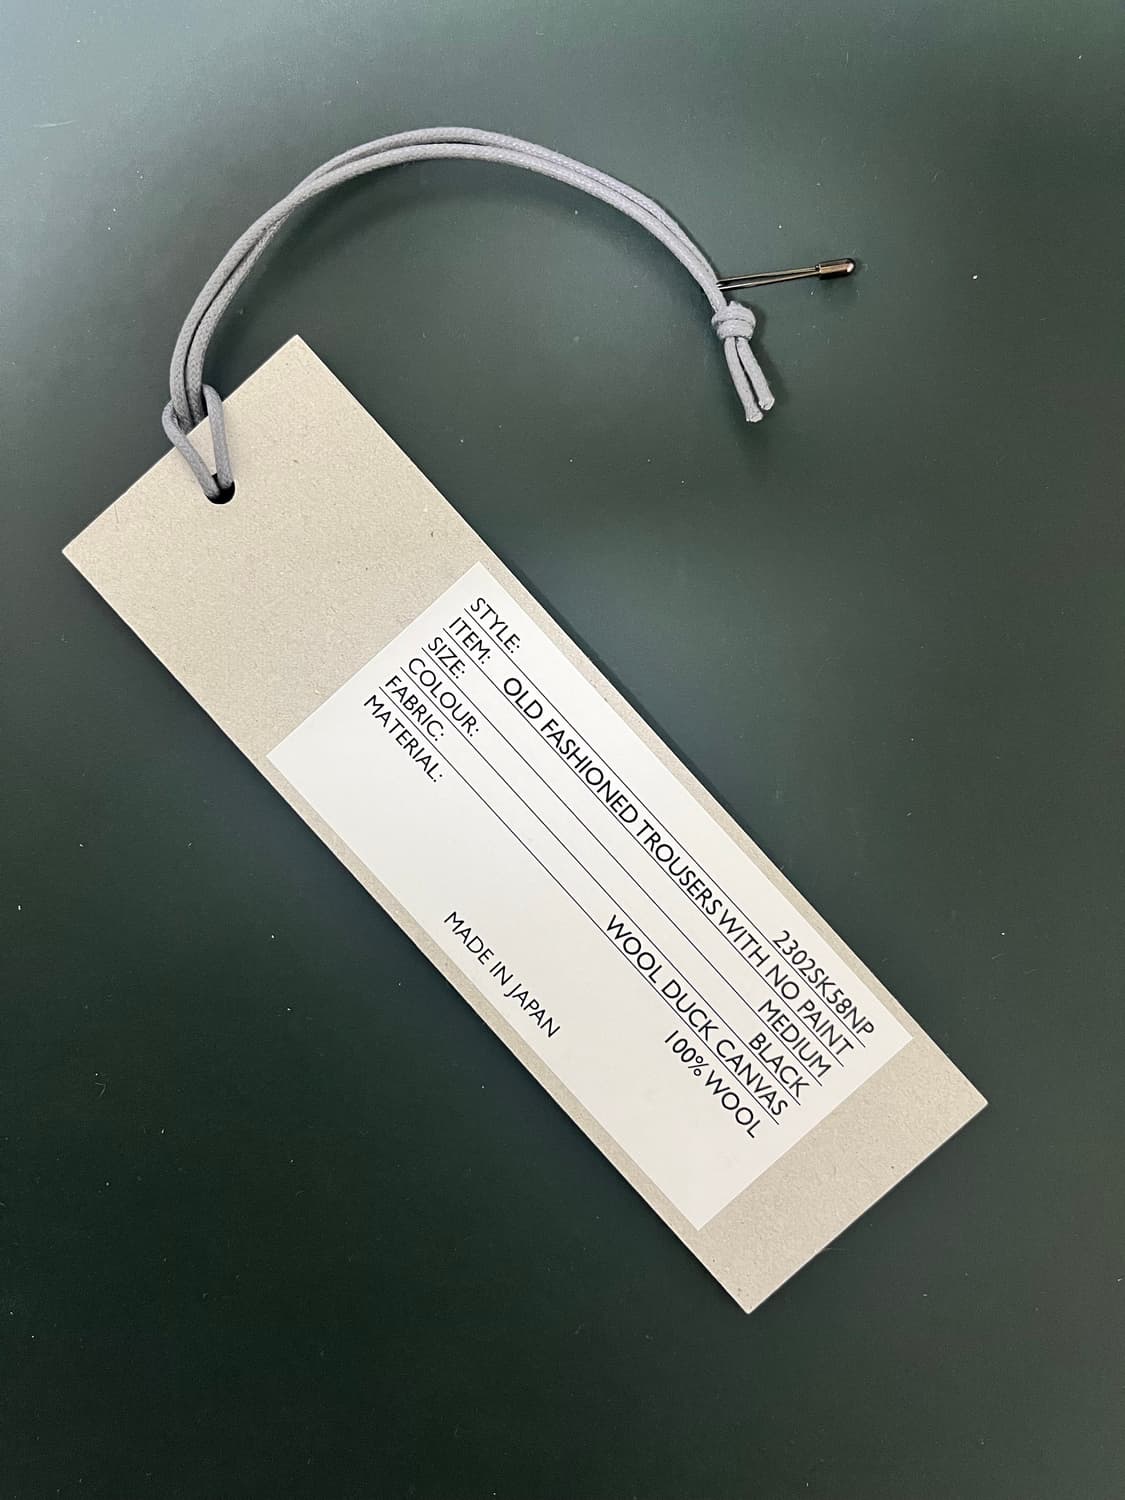 STYLE: 2302SK58NP
ITEM: OLD FASHIONED TROUSERS WITH NO PAINT
SIZE: MEDIUM
COLOUR: BLACK
FABRIC: WOOL DUCK CANVAS
MATERIAL: 100% WOOL
MADE IN JAPAN